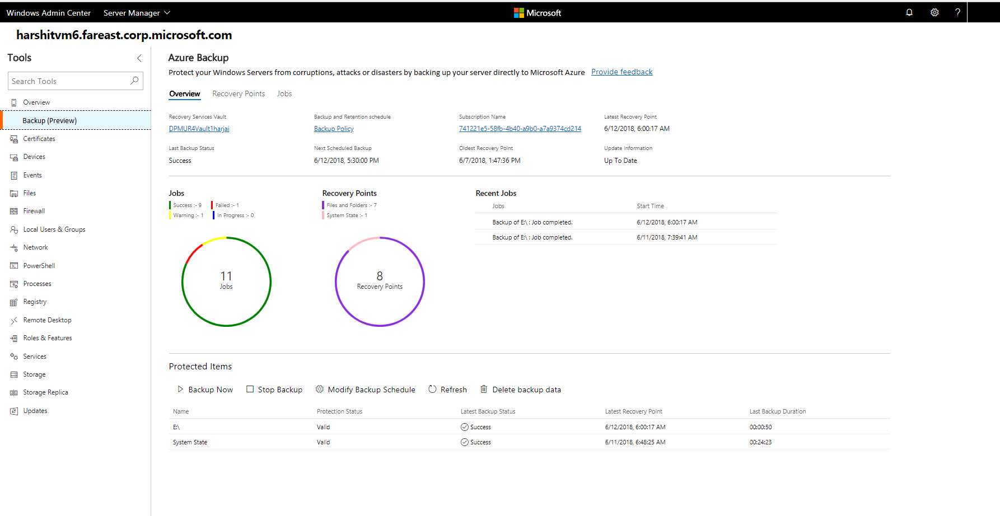 Windows Admin Center Server Manager Microsoft ?
harshitvm6.fareast.corp.microsoft.com
Tools
Search Tools
Overview
Backup (Preview)
Certificates
Devices
Events
Files
Firewall
Local Users & Groups
Network
PowerShell
Processes
Registry
Remote Desktop
Roles & Features
Services
Storage
Storage Replica
Updates
Azure Backup
Protect your Windows Servers from corruptions, attacks or disasters by backing up your server directly to Microsoft Azure Provide feedback
Overview Recovery Points Jobs
Recovery Services Vault Backup and Retention schedule Subscription Name Latest Recovery Point
DPMUR4Vault1harjai Backup Policy 741221e5-58fb-4b40-a9b0-a7a9374cd214 6/12/2018, 6:00:17 AM
Last Backup Status Next Scheduled Backup Oldest Recovery Point Update Information
Success 6/12/2018, 5:30:00 PM 6/7/2018, 1:47:36 PM Up To Date
Jobs
Success :- 9 Failed :- 1
Warning :- 1 In Progress :- 0
11
Jobs
Recovery Points
Files and Folders :- 7
System State :- 1
8
Recovery Points
Recent Jobs
Jobs Start Time
Backup of E:\ : Job completed. 6/12/2018, 6:00:17 AM
Backup of E:\ : Job completed. 6/11/2018, 7:39:41 AM
Protected Items
Backup Now Stop Backup Modify Backup Schedule Refresh Delete backup data
Name Protection Status Latest Backup Status Latest Recovery Point Last Backup Duration
E:\ Valid Success 6/12/2018, 6:00:17 AM 00:00:50
System State Valid Success 6/11/2018, 6:48:25 AM 00:24:23